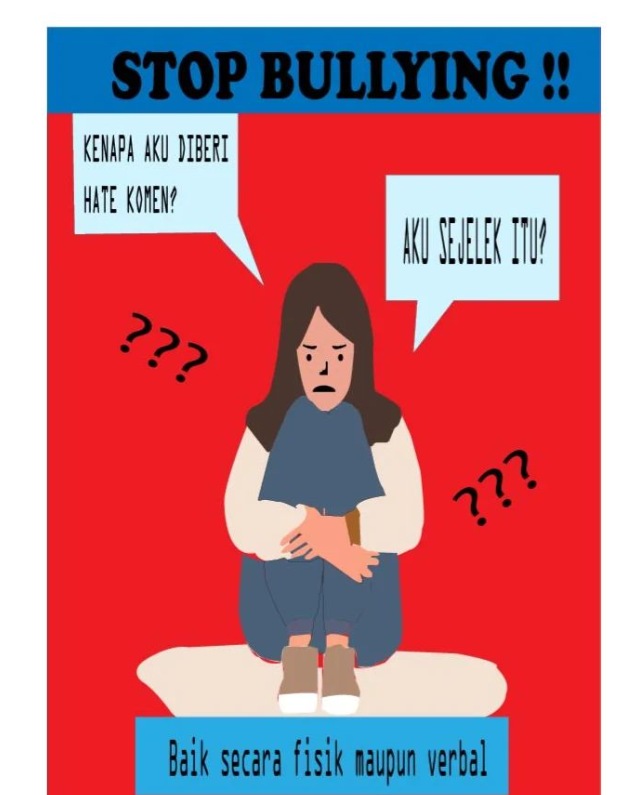 STOP BULLYING !!
KENAPA AKU DIBERI
HATE KOMEN?
AKU SEJELEK ITU?
???
???
Baik secara fisik maupun verbal